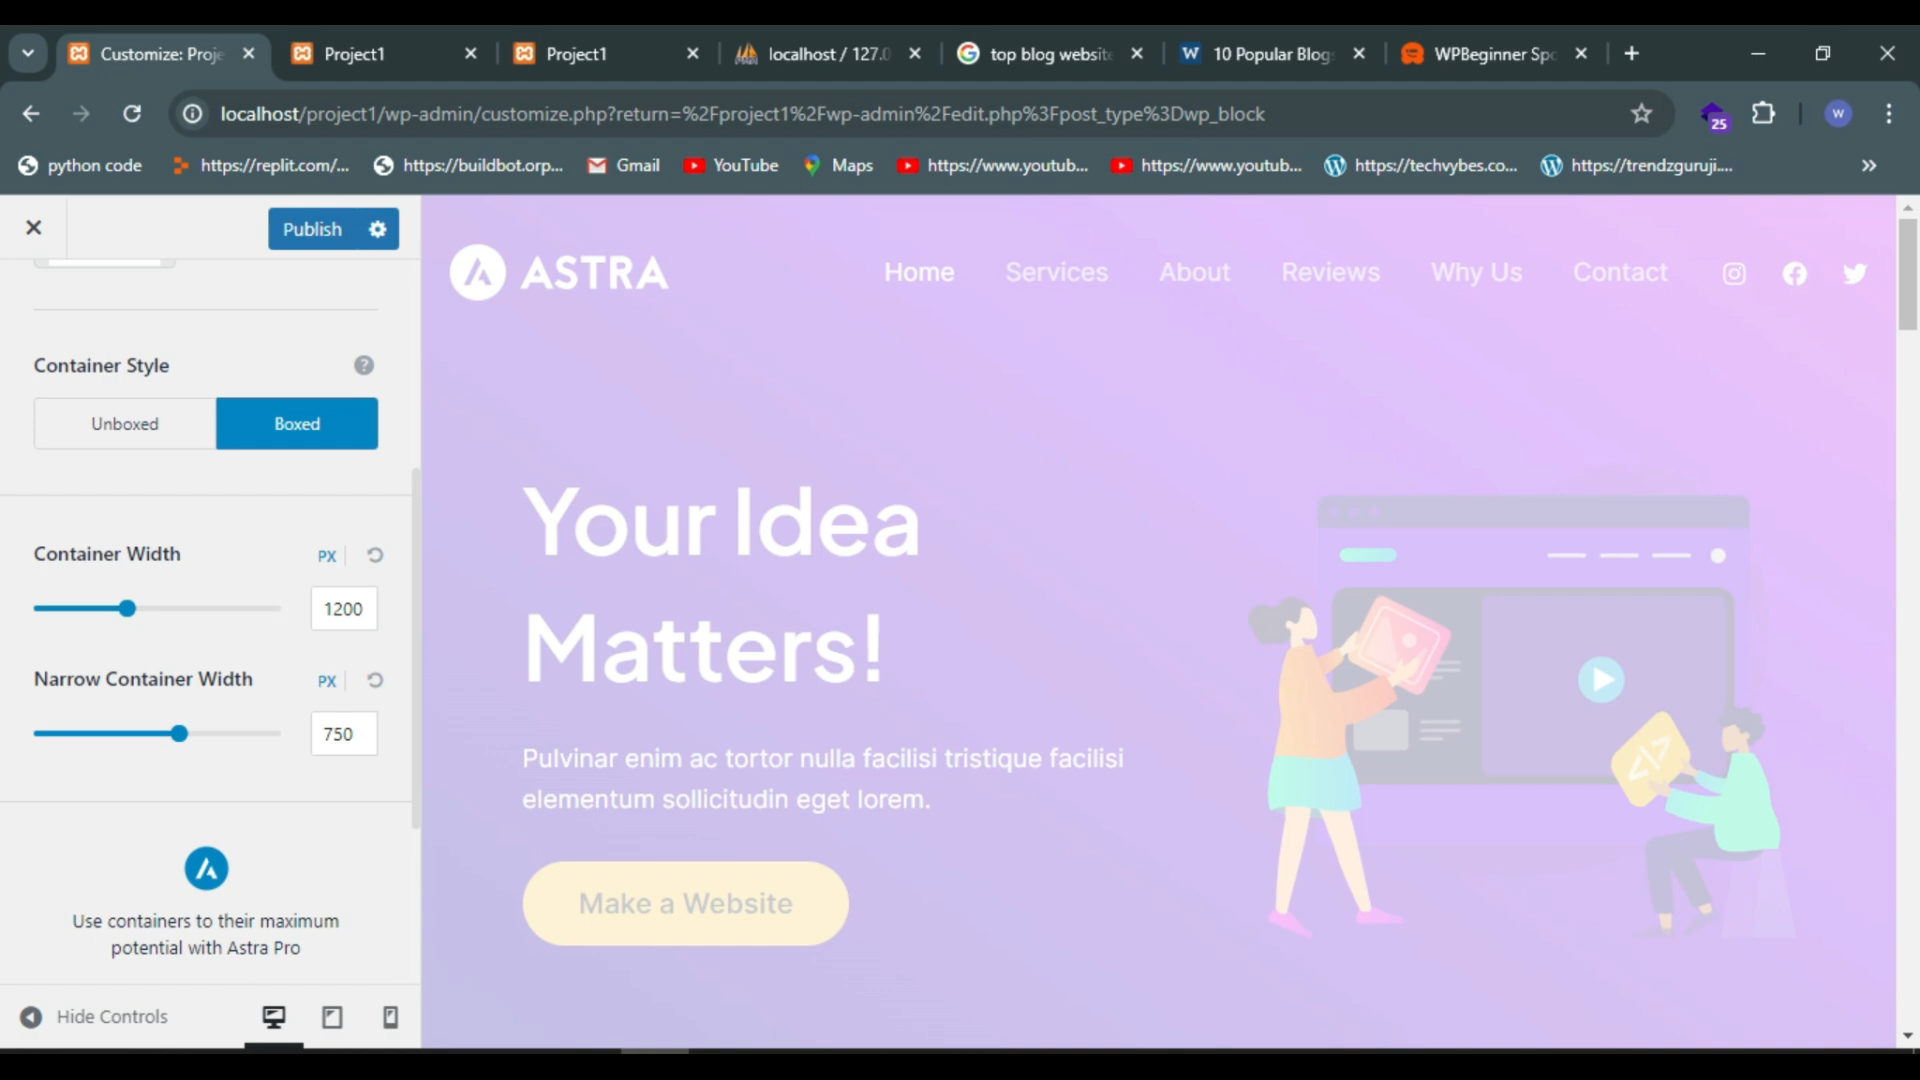 Customize: Proje
Project1
Project1
localhost / 127.0
top blog website
10 Popular Blog
WPBeginner Spo
localhost/project1/wp-admin/customize.php?return=%2Fproject1%2Fwp-admin%2Fedit.php%3Fpost_type%3Dwp_block
25
W
python code
https://replit.com/...
https://buildbot.orp...
Gmail
YouTube
Maps
https://www.youtub...
https://www.youtub...
https://techvybes.co...
https://trendzguruji....
Publish
Container Style
Unboxed
Boxed
Container Width
PX
1200
Narrow Container Width
PX
750
Use containers to their maximum
potential with Astra Pro
Hide Controls
ASTRA
Home
Services
About
Reviews
Why Us
Contact
Your Idea
Matters!
Pulvinar enim ac tortor nulla facilisi tristique facilisi
elementum sollicitudin eget lorem.
Make a Website